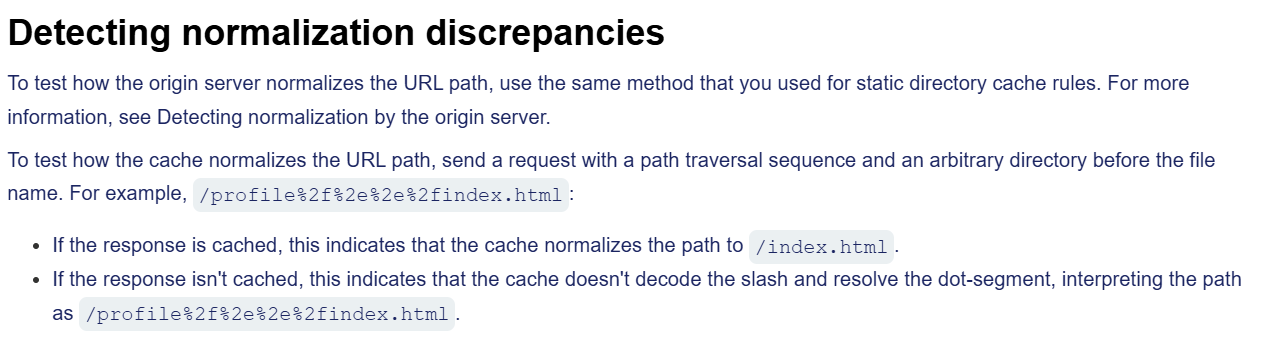 Detecting normalization discrepancies
To test how the origin server normalizes the URL path, use the same method that you used for static directory cache rules. For more
information, see Detecting normalization by the origin server.
To test how the cache normalizes the URL path, send a request with a path traversal sequence and an arbitrary directory before the file
name. For example, /profile%2f%2e%2e%2findex.html:
• If the response is cached, this indicates that the cache normalizes the path to /index.html.
• If the response isn't cached, this indicates that the cache doesn't decode the slash and resolve the dot-segment, interpreting the path
as /profile%2f%2e%2e%2findex.html.